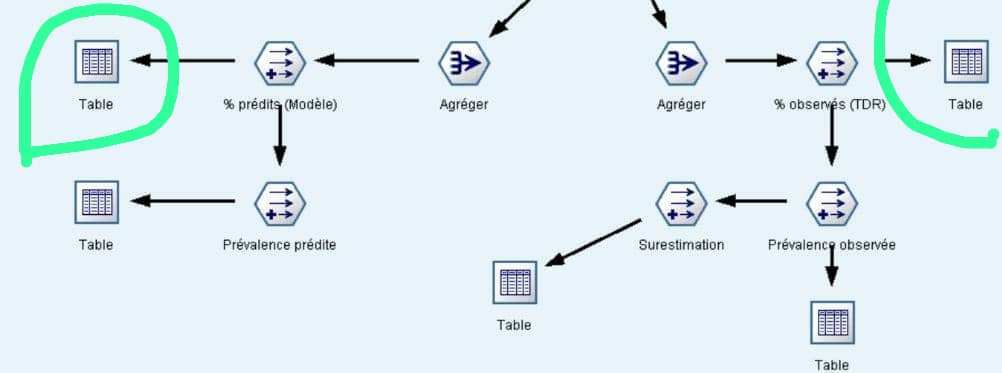 Table
% prédits (Modèle)
Agréger
Agréger
% observés (TDR)
Table
Table
Prévalence prédite
Surestimation
Prévalence observée
Table
Table